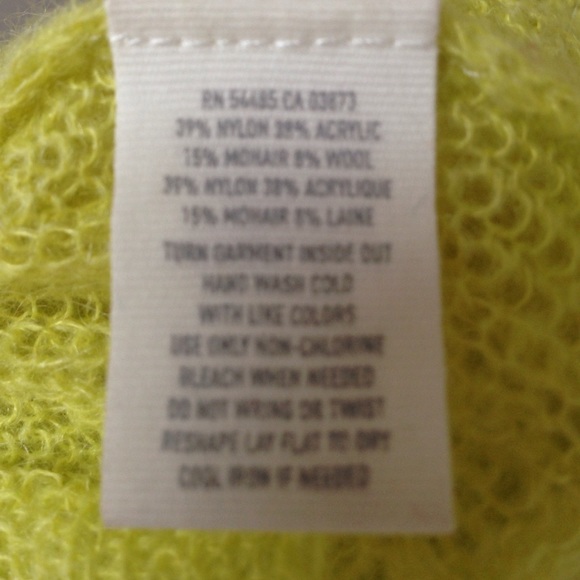 RN 54485 CA 03873
39% NYLON 38% ACRYLIC
15% MOHAIR 8% WOOL
39% NYLON 38% ACRYLIQUE
15% MOHAIR 8% LAINE
TURN GARMENT INSIDE OUT
HAND WASH COLD
WITH LIKE COLORS
USE ONLY NON-CHLORINE
BLEACH WHEN NEEDED
DO NOT WRING OR TWIST
RESHAPE LAY FLAT TO DRY
COOL IRON IF NEEDED